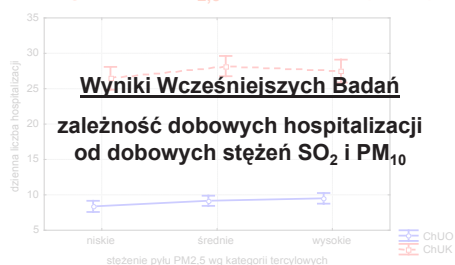 35
30
25
20
15
10
5
dzienna liczba hospitalizacji
Wyniki Wcześniejszych Badań
zależność dobowych hospitalizacji
od dobowych stężeń SO₂ i PM₁₀
niskie średnie wysokie
stężenie pyłu PM2,5 wg kategorii tercylowych
ChUO
ChUK